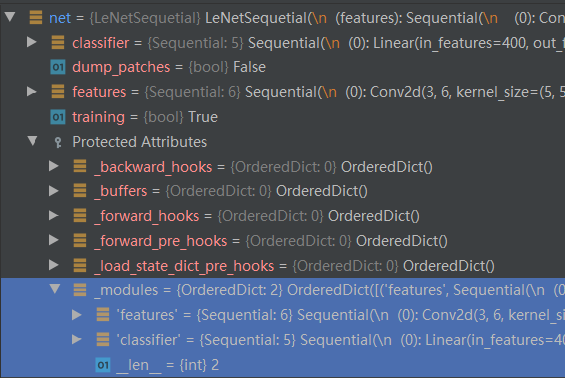 net = {LeNetSequetial} LeNetSequetial(\n (features): Sequential(\n (0): Conv
classifier = {Sequential: 5} Sequential(\n (0): Linear(in_features=400, out_f
01 dump_patches = {bool} False
features = {Sequential: 6} Sequential(\n (0): Conv2d(3, 6, kernel_size=(5, 5
01 training = {bool} True
Protected Attributes
_backward_hooks = {OrderedDict: 0} OrderedDict()
_buffers = {OrderedDict: 0} OrderedDict()
_forward_hooks = {OrderedDict: 0} OrderedDict()
_forward_pre_hooks = {OrderedDict: 0} OrderedDict()
_load_state_dict_pre_hooks = {OrderedDict: 0} OrderedDict()
_modules = {OrderedDict: 2} OrderedDict([('features', Sequential(\n (0
'features' = {Sequential: 6} Sequential(\n (0): Conv2d(3, 6, kernel_si
'classifier' = {Sequential: 5} Sequential(\n (0): Linear(in_features=40
01 __len__ = {int} 2